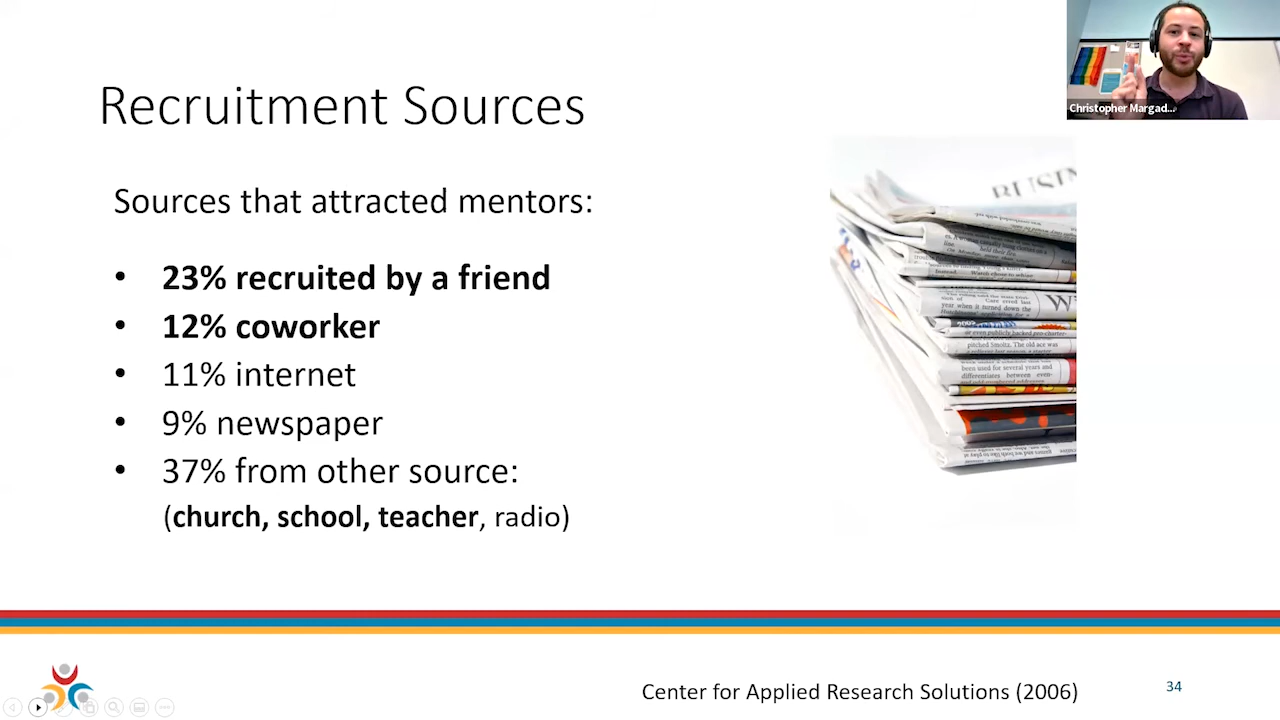 Recruitment Sources
Sources that attracted mentors:
• 23% recruited by a friend
• 12% coworker
• 11% internet
• 9% newspaper
• 37% from other source:
(church, school, teacher, radio)
Christopher Margad...
Center for Applied Research Solutions (2006)
34